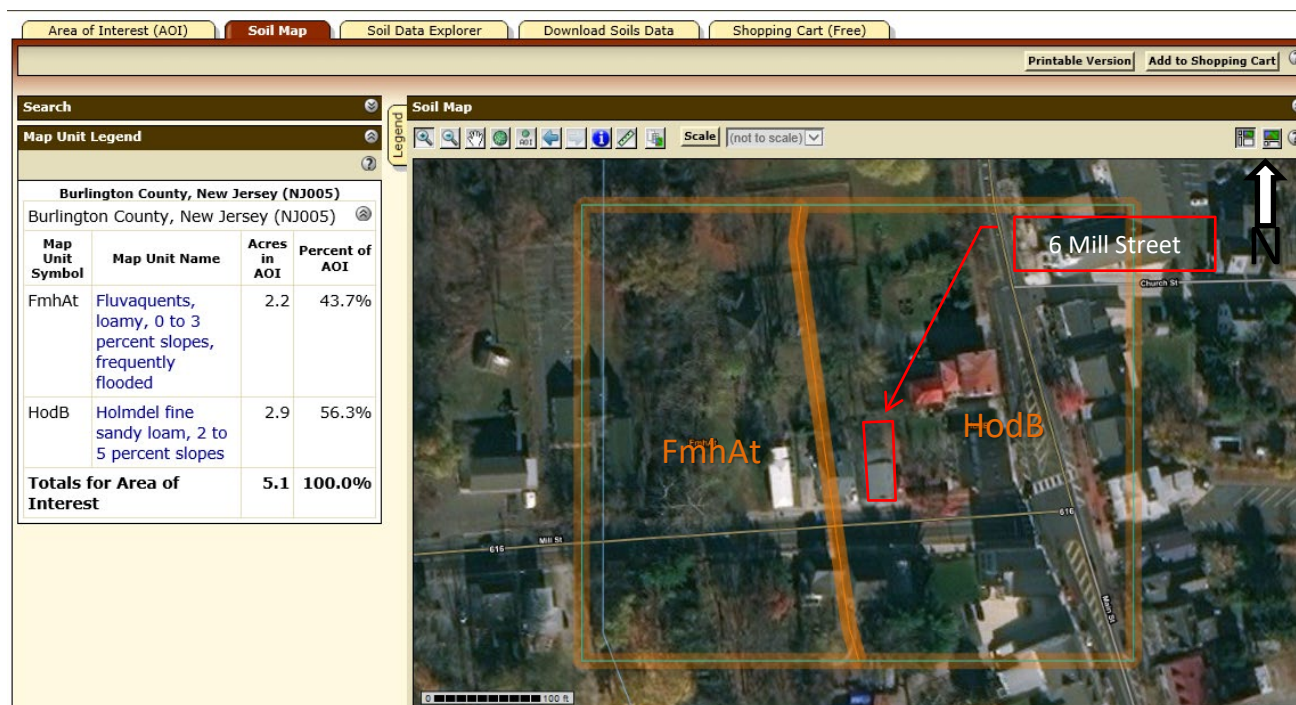 Area of Interest (AOI)
Soil Map
Soil Data Explorer
Download Soils Data
Shopping Cart (Free)
Printable Version
Add to Shopping Cart
Search
Map Unit Legend
Burlington County, New Jersey (NJ005)
Burlington County, New Jersey (NJ005)
Map Unit Symbol
Map Unit Name
Acres in AOI
Percent of AOI
FmhAt
Fluvaquents,
loamy, 0 to 3
percent slopes,
frequently
flooded
2.2
43.7%
HodB
Holmdel fine
sandy loam, 2 to
5 percent slopes
2.9
56.3%
Totals for Area of
Interest
5.1
100.0%
Legend
Soil Map
AOI
Scale
(not to scale)
N
6 Mill Street
Church St
FmhAt
FmhAt
HodB
616
616
Mill St
Main St
0
100 ft